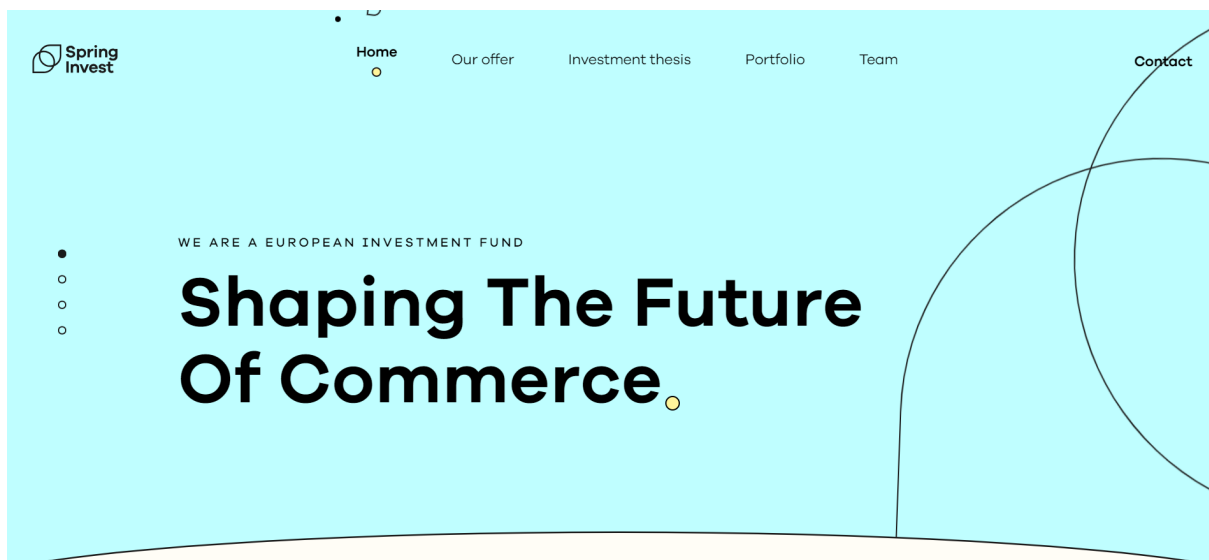 Spring
Invest
Home
Our offer
Investment thesis
Portfolio
Team
Contact
WE ARE A EUROPEAN INVESTMENT FUND
Shaping The Future
Of Commerce